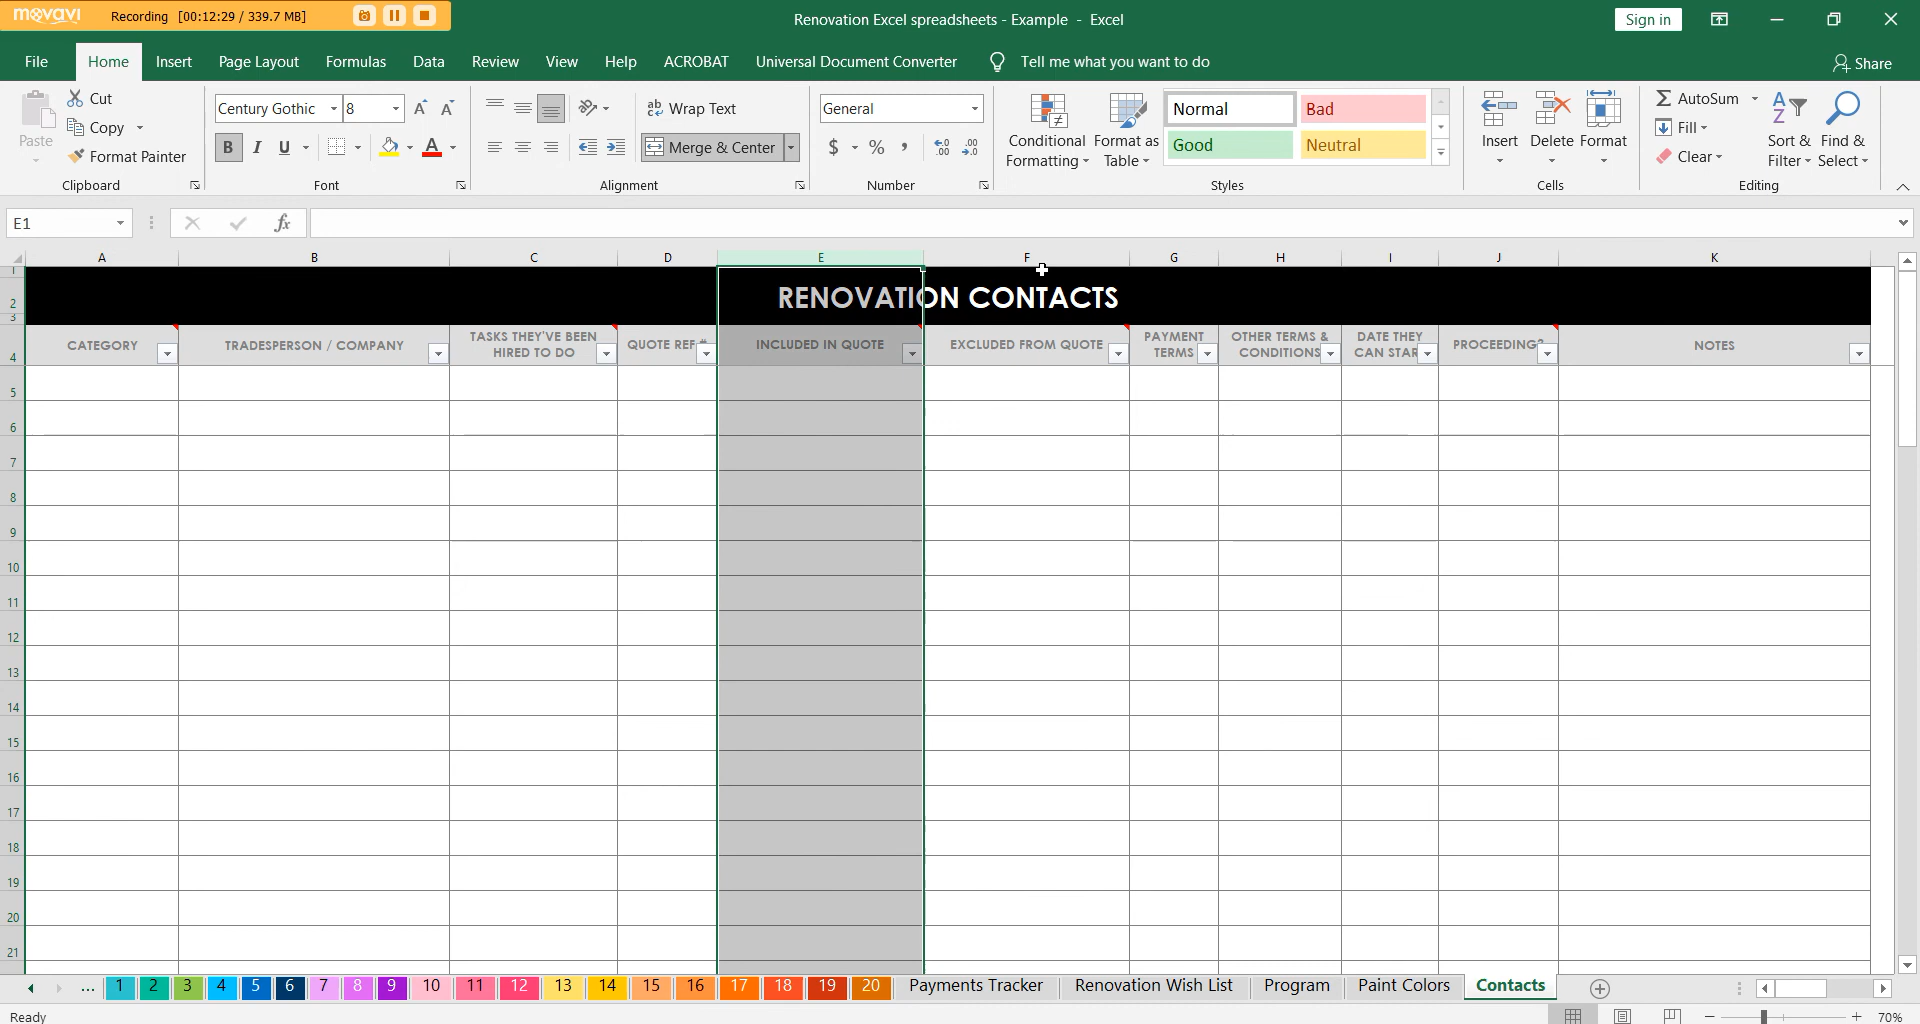 movavi Recording [00:12:29 / 339.7 MB]
Renovation Excel spreadsheets - Example - Excel
Sign in
File Home Insert Page Layout Formulas Data Review View Help ACROBAT Universal Document Converter Tell me what you want to do Share
Paste
Cut
Copy
Format Painter
Clipboard
Century Gothic 8 A A
B I U A
Font
ab Wrap Text
Merge & Center
Alignment
General
$ % , .0 .00 .00 .0
Number
Conditional
Formatting
Format as
Table
Normal Bad
Good Neutral
Styles
Insert Delete Format
Cells
AutoSum
Fill
Clear
Sort &
Filter
Find &
Select
Editing
E1 fx
A B C D E F G H I J K
1
2 RENOVATION CONTACTS
3
4
CATEGORY
TRADESPERSON / COMPANY
TASKS THEY'VE BEEN
HIRED TO DO
QUOTE REF #
INCLUDED IN QUOTE
EXCLUDED FROM QUOTE
PAYMENT
TERMS
OTHER TERMS &
CONDITIONS
DATE THEY
CAN START
PROCEEDING?
NOTES
5
6
7
8
9
10
11
12
13
14
15
16
17
18
19
20
21
... 1 2 3 4 5 6 7 8 9 10 11 12 13 14 15 16 17 18 19 20 Payments Tracker Renovation Wish List Program Paint Colors Contacts
Ready 70%